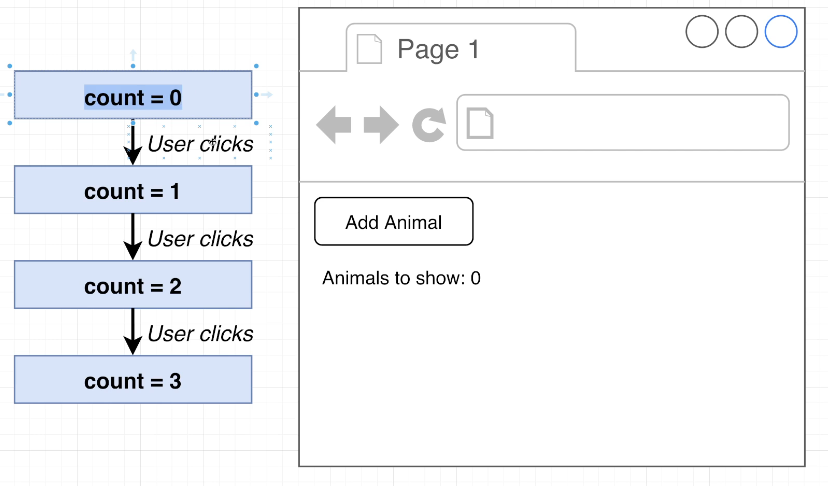 count = 0
User clicks
count = 1
User clicks
count = 2
User clicks
count = 3
Page 1
Add Animal
Animals to show: 0